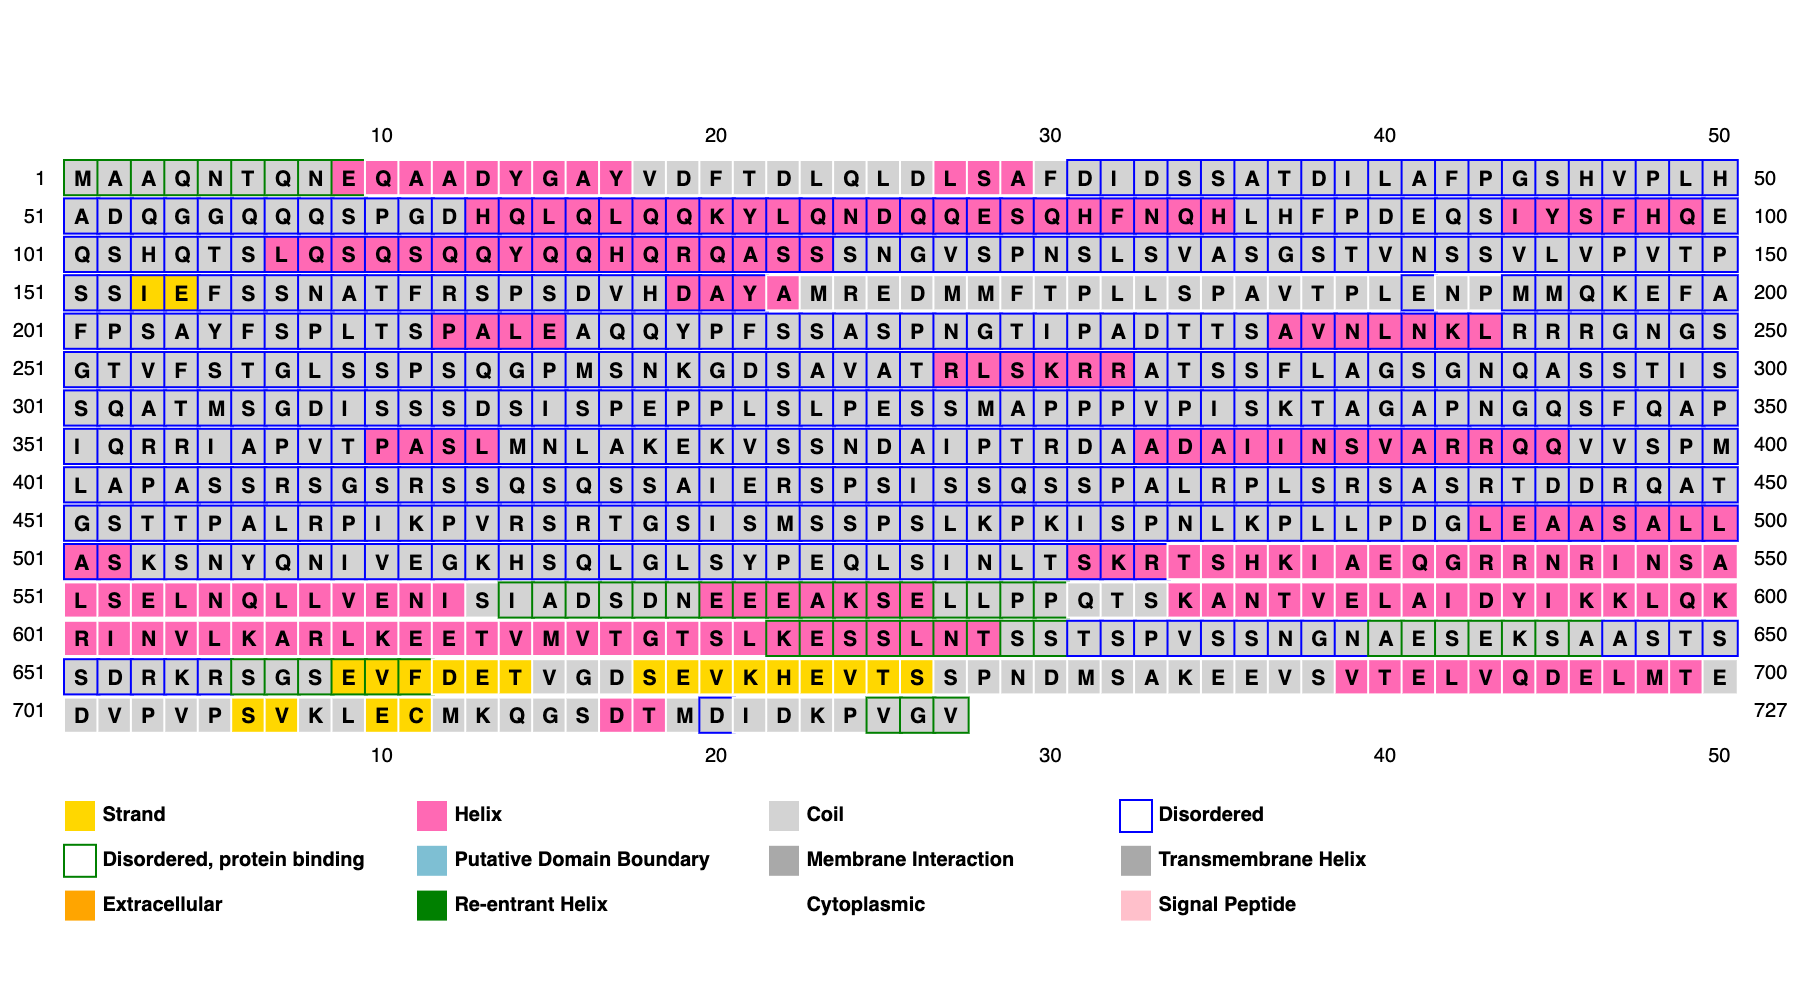 10 20 30 40 50
1 M A A Q N T Q N E Q A A D Y G A Y V D F T D L Q L D L S A F D I D S S A T D I L A F P G S H V P L H 50
51 A D Q G G Q Q Q S P G D H Q L Q L Q Q K Y L Q N D Q Q E S Q H F N Q H L H F P D E Q S I Y S F H Q E 100
101 Q S H Q T S L Q S Q S Q Q Y Q Q H Q R Q A S S S N G V S P N S L S V A S G S T V N S S V L V P V T P 150
151 S S I E F S S N A T F R S P S D V H D A Y A M R E D M M F T P L L S P A V T P L E N P M M Q K E F A 200
201 F P S A Y F S P L T S P A L E A Q Q Y P F S S A S P N G T I P A D T T S A V N L N K L R R R G N G S 250
251 G T V F S T G L S S P S Q G P M S N K G D S A V A T R L S K R R A T S S F L A G S G N Q A S S T I S 300
301 S Q A T M S G D I S S S D S I S P E P P L S L P E S S M A P P P V P I S K T A G A P N G Q S F Q A P 350
351 I Q R R I A P V T P A S L M N L A K E K V S S N D A I P T R D A A D A I I N S V A R R Q Q V V S P M 400
401 L A P A S S R S G S R S S Q S Q S S A I E R S P S I S S Q S S P A L R P L S R S A S R T D D R Q A T 450
451 G S T T P A L R P I K P V R S R T G S I S M S S P S L K P K I S P N L K P L L P D G L E A A S A L L 500
501 A S K S N Y Q N I V E G K H S Q L G L S Y P E Q L S I N L T S K R T S H K I A E Q G R R N R I N S A 550
551 L S E L N Q L L V E N I S I A D S D N E E E A K S E L L P P Q T S K A N T V E L A I D Y I K K L Q K 600
601 R I N V L K A R L K E E T V M V T G T S L K E S S L N T S S T S P V S S N G N A E S E K S A A S T S 650
651 S D R K R S G S E V F D E T V G D S E V K H E V T S S P N D M S A K E E V S V T E L V Q D E L M T E 700
701 D V P V P S V K L E C M K Q G S D T M D I D K P V G V 727
10 20 30 40 50
Strand Helix Coil Disordered
Disordered, protein binding Putative Domain Boundary Membrane Interaction Transmembrane Helix
Extracellular Re-entrant Helix Cytoplasmic Signal Peptide